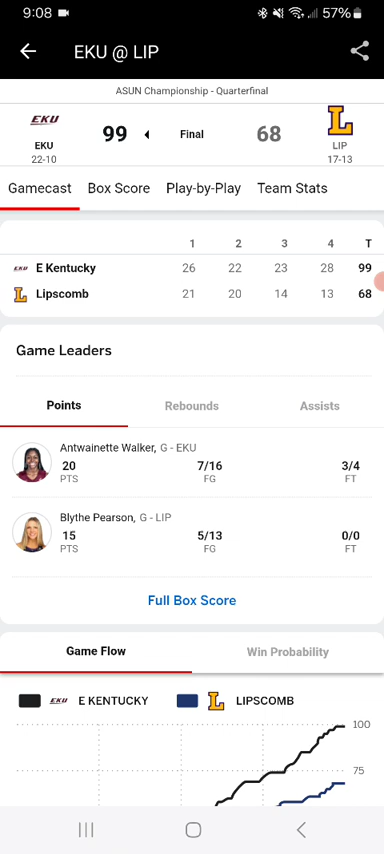 9:08 57%
EKU @ LIP
ASUN Championship - Quarterfinal
EKU 99 Final 68 L
EKU LIP
22-10 17-13
Gamecast Box Score Play-by-Play Team Stats
1 2 3 4 T
EKU E Kentucky 26 22 23 28 99
L Lipscomb 21 20 14 13 68
Game Leaders
Points Rebounds Assists
Antwainette Walker, G - EKU
20 7/16 3/4
PTS FG FT
Blythe Pearson, G - LIP
15 5/13 0/0
PTS FG FT
Full Box Score
Game Flow Win Probability
EKU E KENTUCKY L LIPSCOMB
100
75